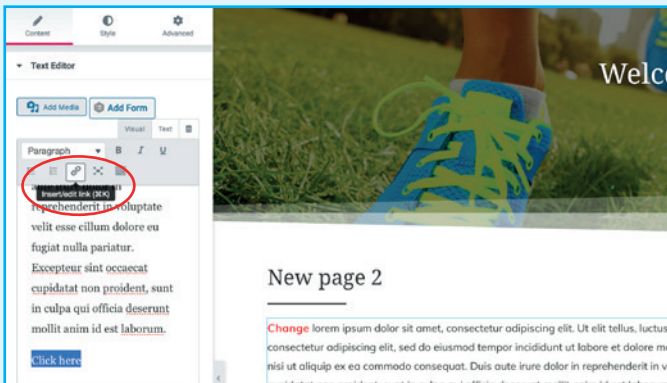 Content Style Advanced
Text Editor
Add Media Add Form
Visual Text
Paragraph B I U
Insert/edit link (⌘K)
reprehenderit in voluptate
velit esse cillum dolore eu
fugiat nulla pariatur.
Excepteur sint occaecat
cupidatat non proident, sunt
in culpa qui officia deserunt
mollit anim id est laborum.
Click here
Welc
New page 2
Change lorem ipsum dolor sit amet, consectetur adipiscing elit. Ut elit tellus, luctus
consectetur adipiscing elit, sed do eiusmod tempor incididunt ut labore et dolore m
nisi ut aliquip ex ea commodo consequat. Duis aute irure dolor in reprehenderit in v